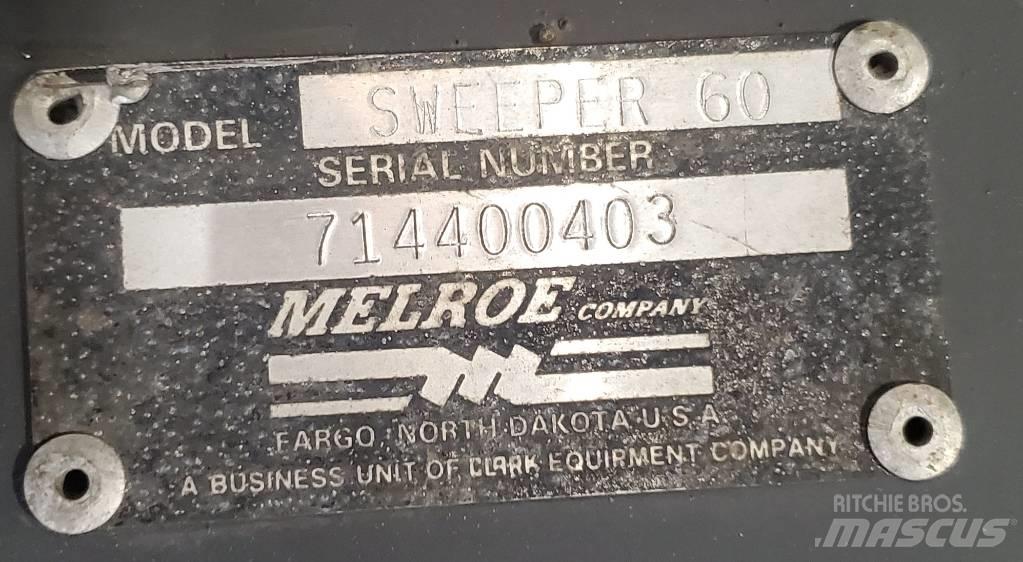 SWEEPER 60
MODEL
SERIAL NUMBER
714400403
MELROE COMPANY
FARGO, NORTH DAKOTA U.S.A.
A BUSINESS UNIT OF CLARK EQUIPMENT COMPANY
RITCHIE BROS.
MASCUS